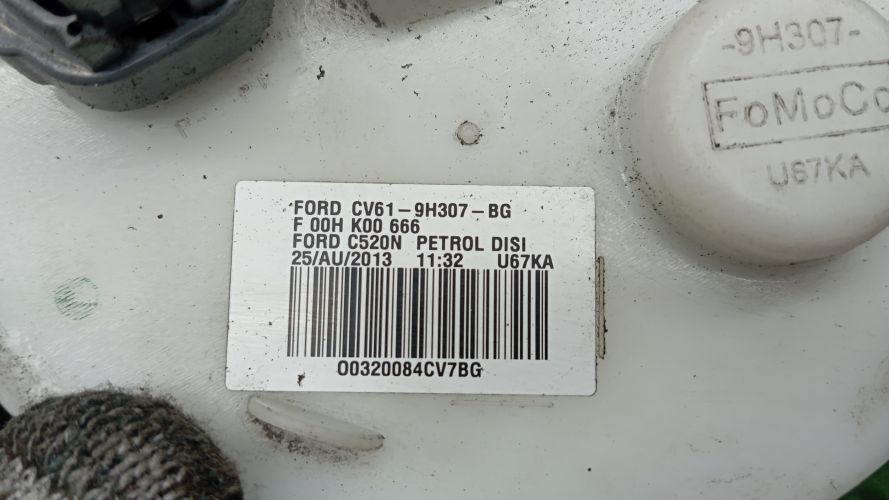 -9H307-
FoMoCo
U67KA
FORD CV61-9H307-BG
F 00H K00 666
FORD C520N PETROL DISI
25/AU/2013 11:32 U67KA
00320084CV7BG